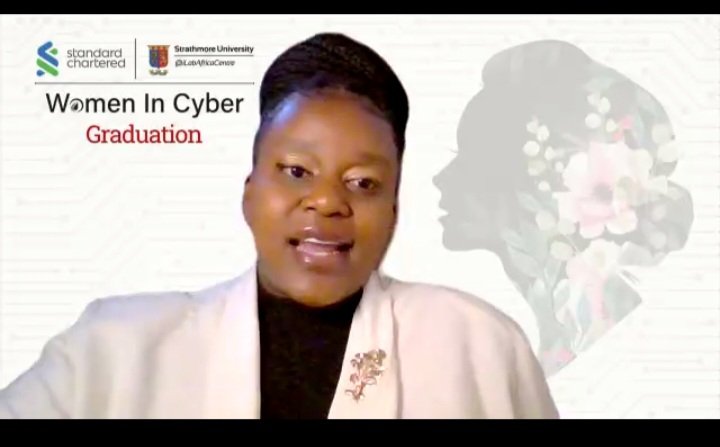 standard
chartered
Strathmore University
@iLabAfricaCentre
Women In Cyber
Graduation